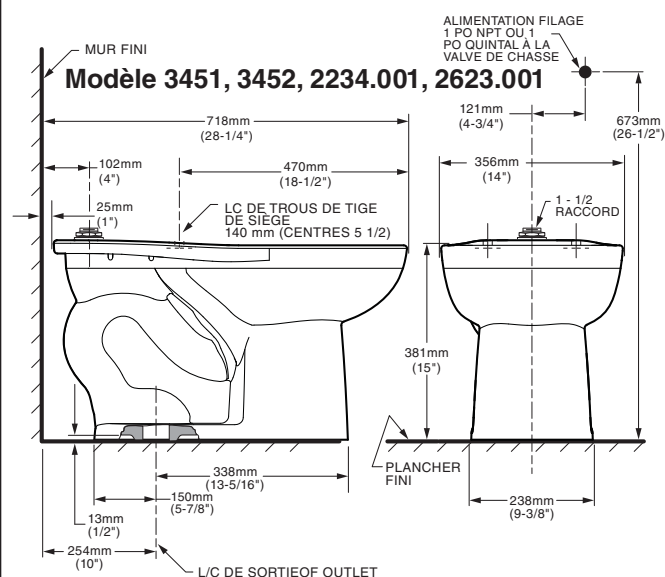 ALIMENTATION FILAGE
1 PO NPT OU 1
PO QUINTAL À LA
VALVE DE CHASSE
MUR FINI
Modèle 3451, 3452, 2234.001, 2623.001
718mm
(28-1/4")
121mm
(4-3/4")
673mm
(26-1/2")
102mm
(4")
470mm
(18-1/2")
356mm
(14")
25mm
(1")
LC DE TROUS DE TIGE
DE SIÈGE
140 mm (CENTRES 5 1/2)
1 - 1/2
RACCORD
381mm
(15")
PLANCHER
FINI
338mm
(13-5/16")
150mm
(5-7/8")
238mm
(9-3/8")
13mm
(1/2")
254mm
(10")
L/C DE SORTIEOF OUTLET